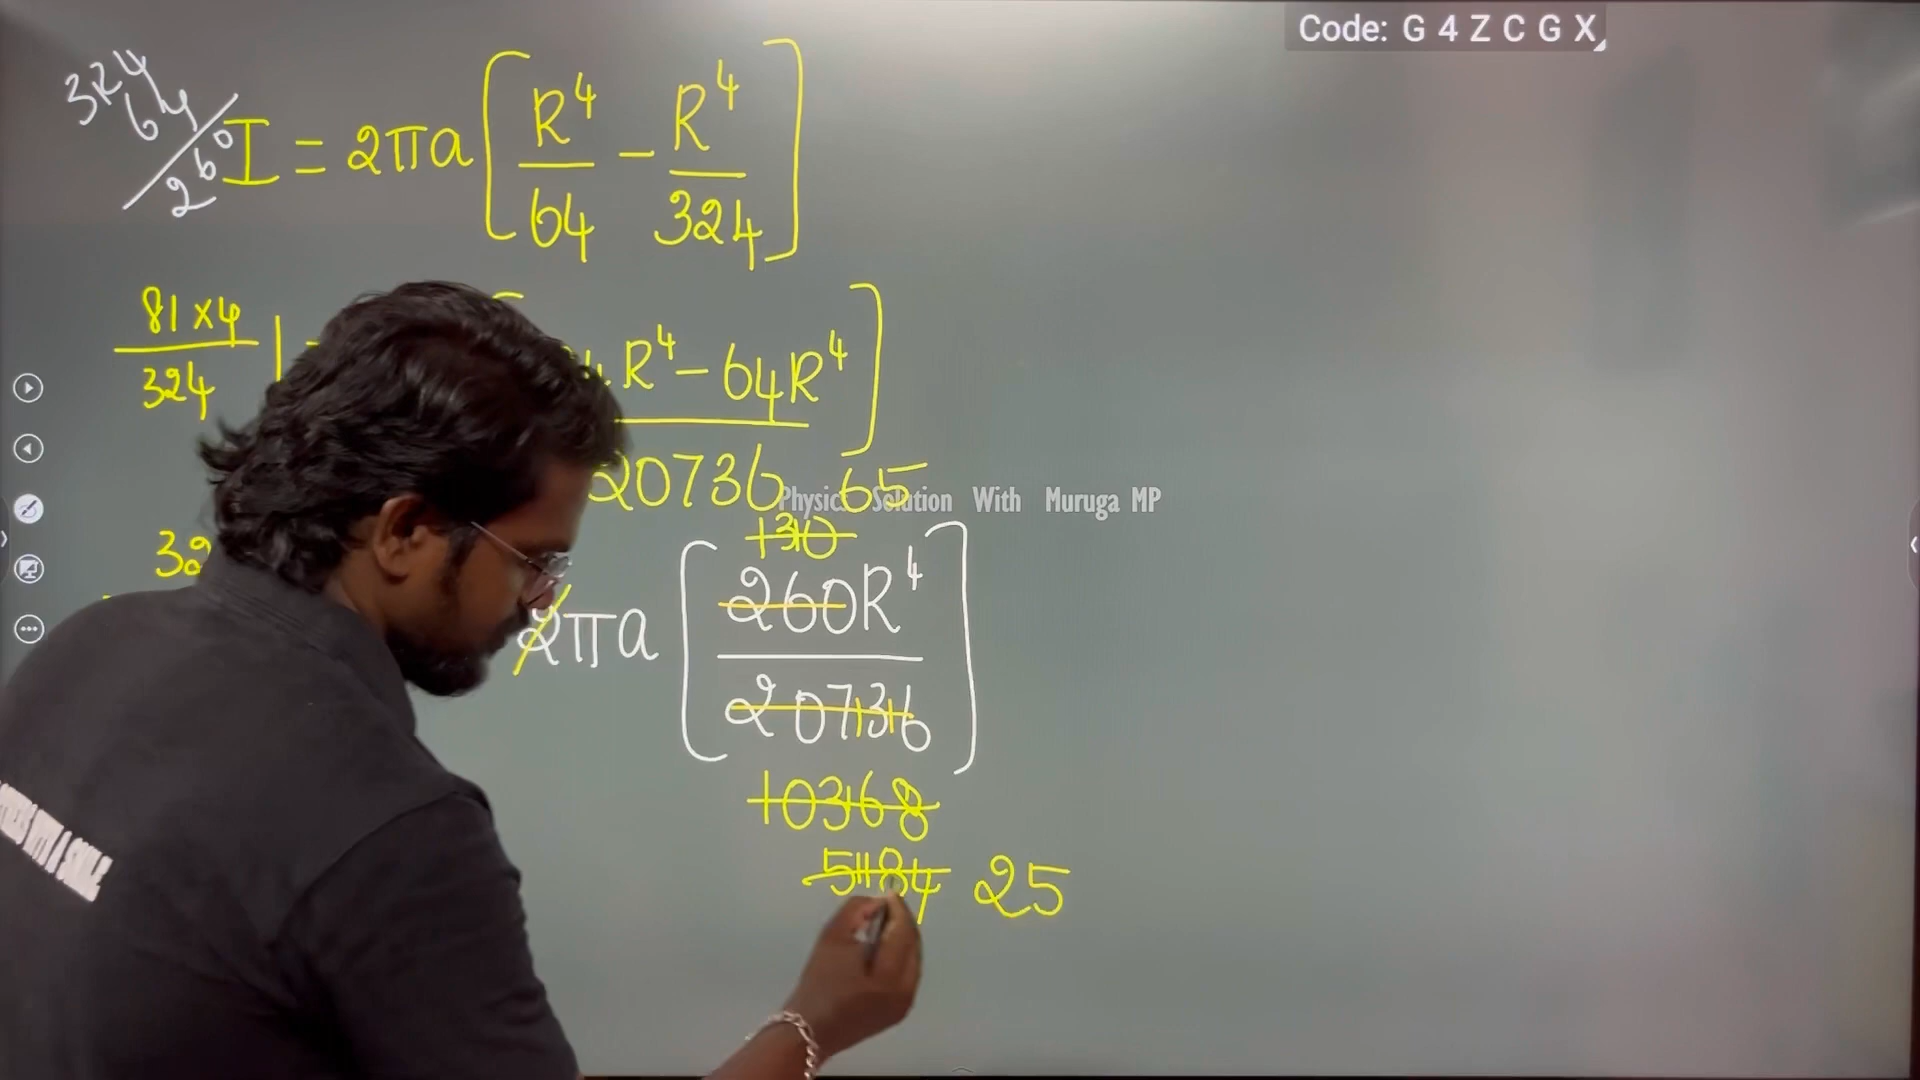 Code: G 4 Z C G X
324
64
260
I = 2πa [ R⁴/64 - R⁴/324 ]
81 x 4
324
R⁴ - 64R⁴ ]
20736
65
Physics Solution With Muruga MP
130
2πa [ 260R⁴/20736 ]
10368
5184 25